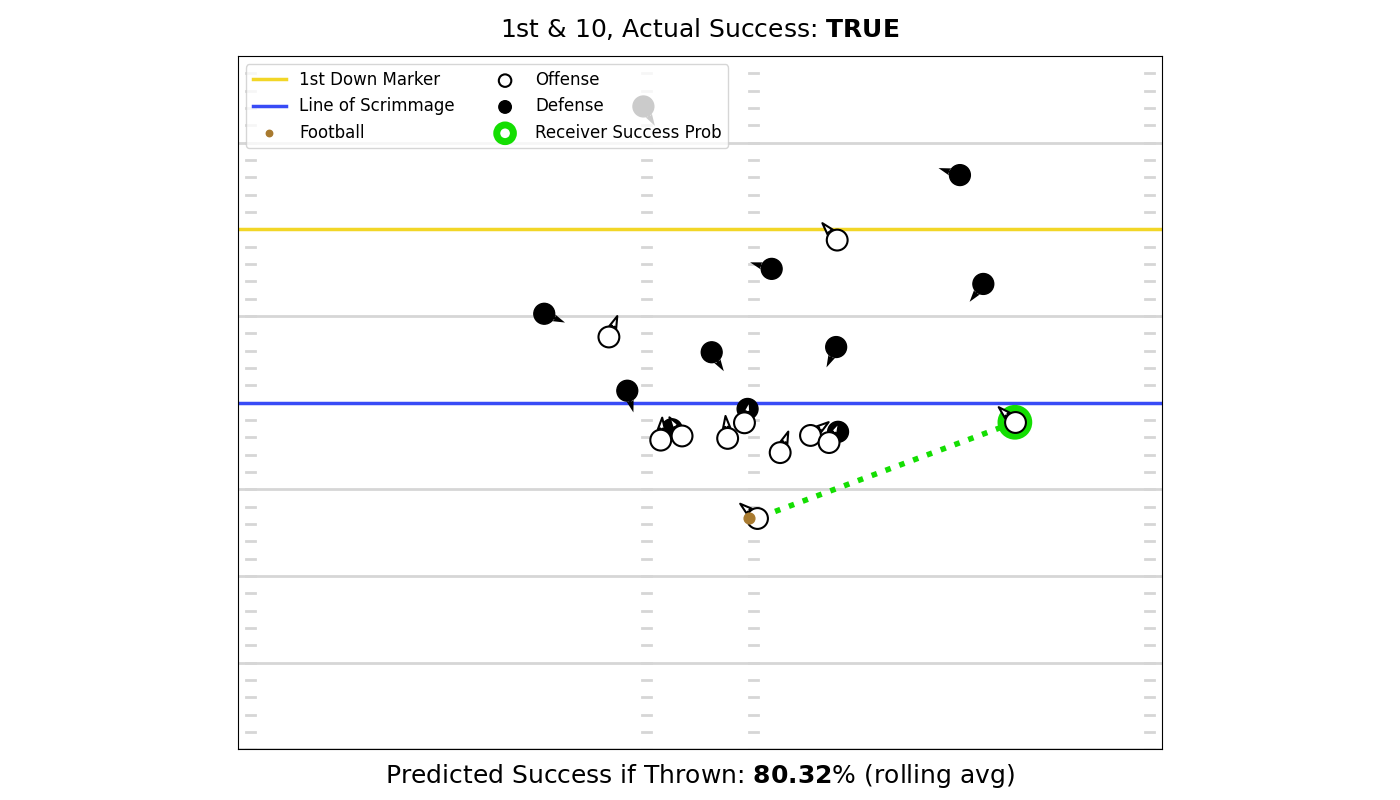 1st & 10, Actual Success: TRUE
1st Down Marker
Line of Scrimmage
Football
Offense
Defense
Receiver Success Prob
Predicted Success if Thrown: 80.32% (rolling avg)